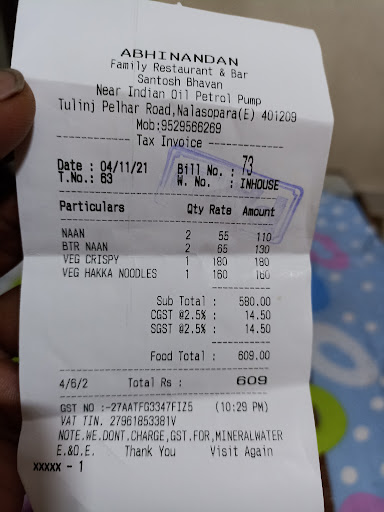 ABHINANDAN
Family Restaurant & Bar
Santosh Bhavan
Near Indian Oil Petrol Pump
Tulinj Pelhar Road,Nalasopara(E) 401209
Mob:9529566269
Tax Invoice
Date : 04/11/21 Bill No. : 73
T.No.: 63 W. No. : INHOUSE
Particulars Qty Rate Amount
NAAN 2 55 110
BTR NAAN 2 65 130
VEG CRISPY 1 180 180
VEG HAKKA NOODLES 1 160 160
Sub Total : 580.00
CGST @2.5% : 14.50
SGST @2.5% : 14.50
Food Total : 609.00
4/6/2 Total Rs : 609
GST NO :-27AATFG3347FIZ5 (10:29 PM)
VAT TIN. 27961853381V
NOTE.WE.DONT.CHARGE,GST.FOR,MINERALWATER
E.&O.E. Thank You Visit Again
xxxxx - 1